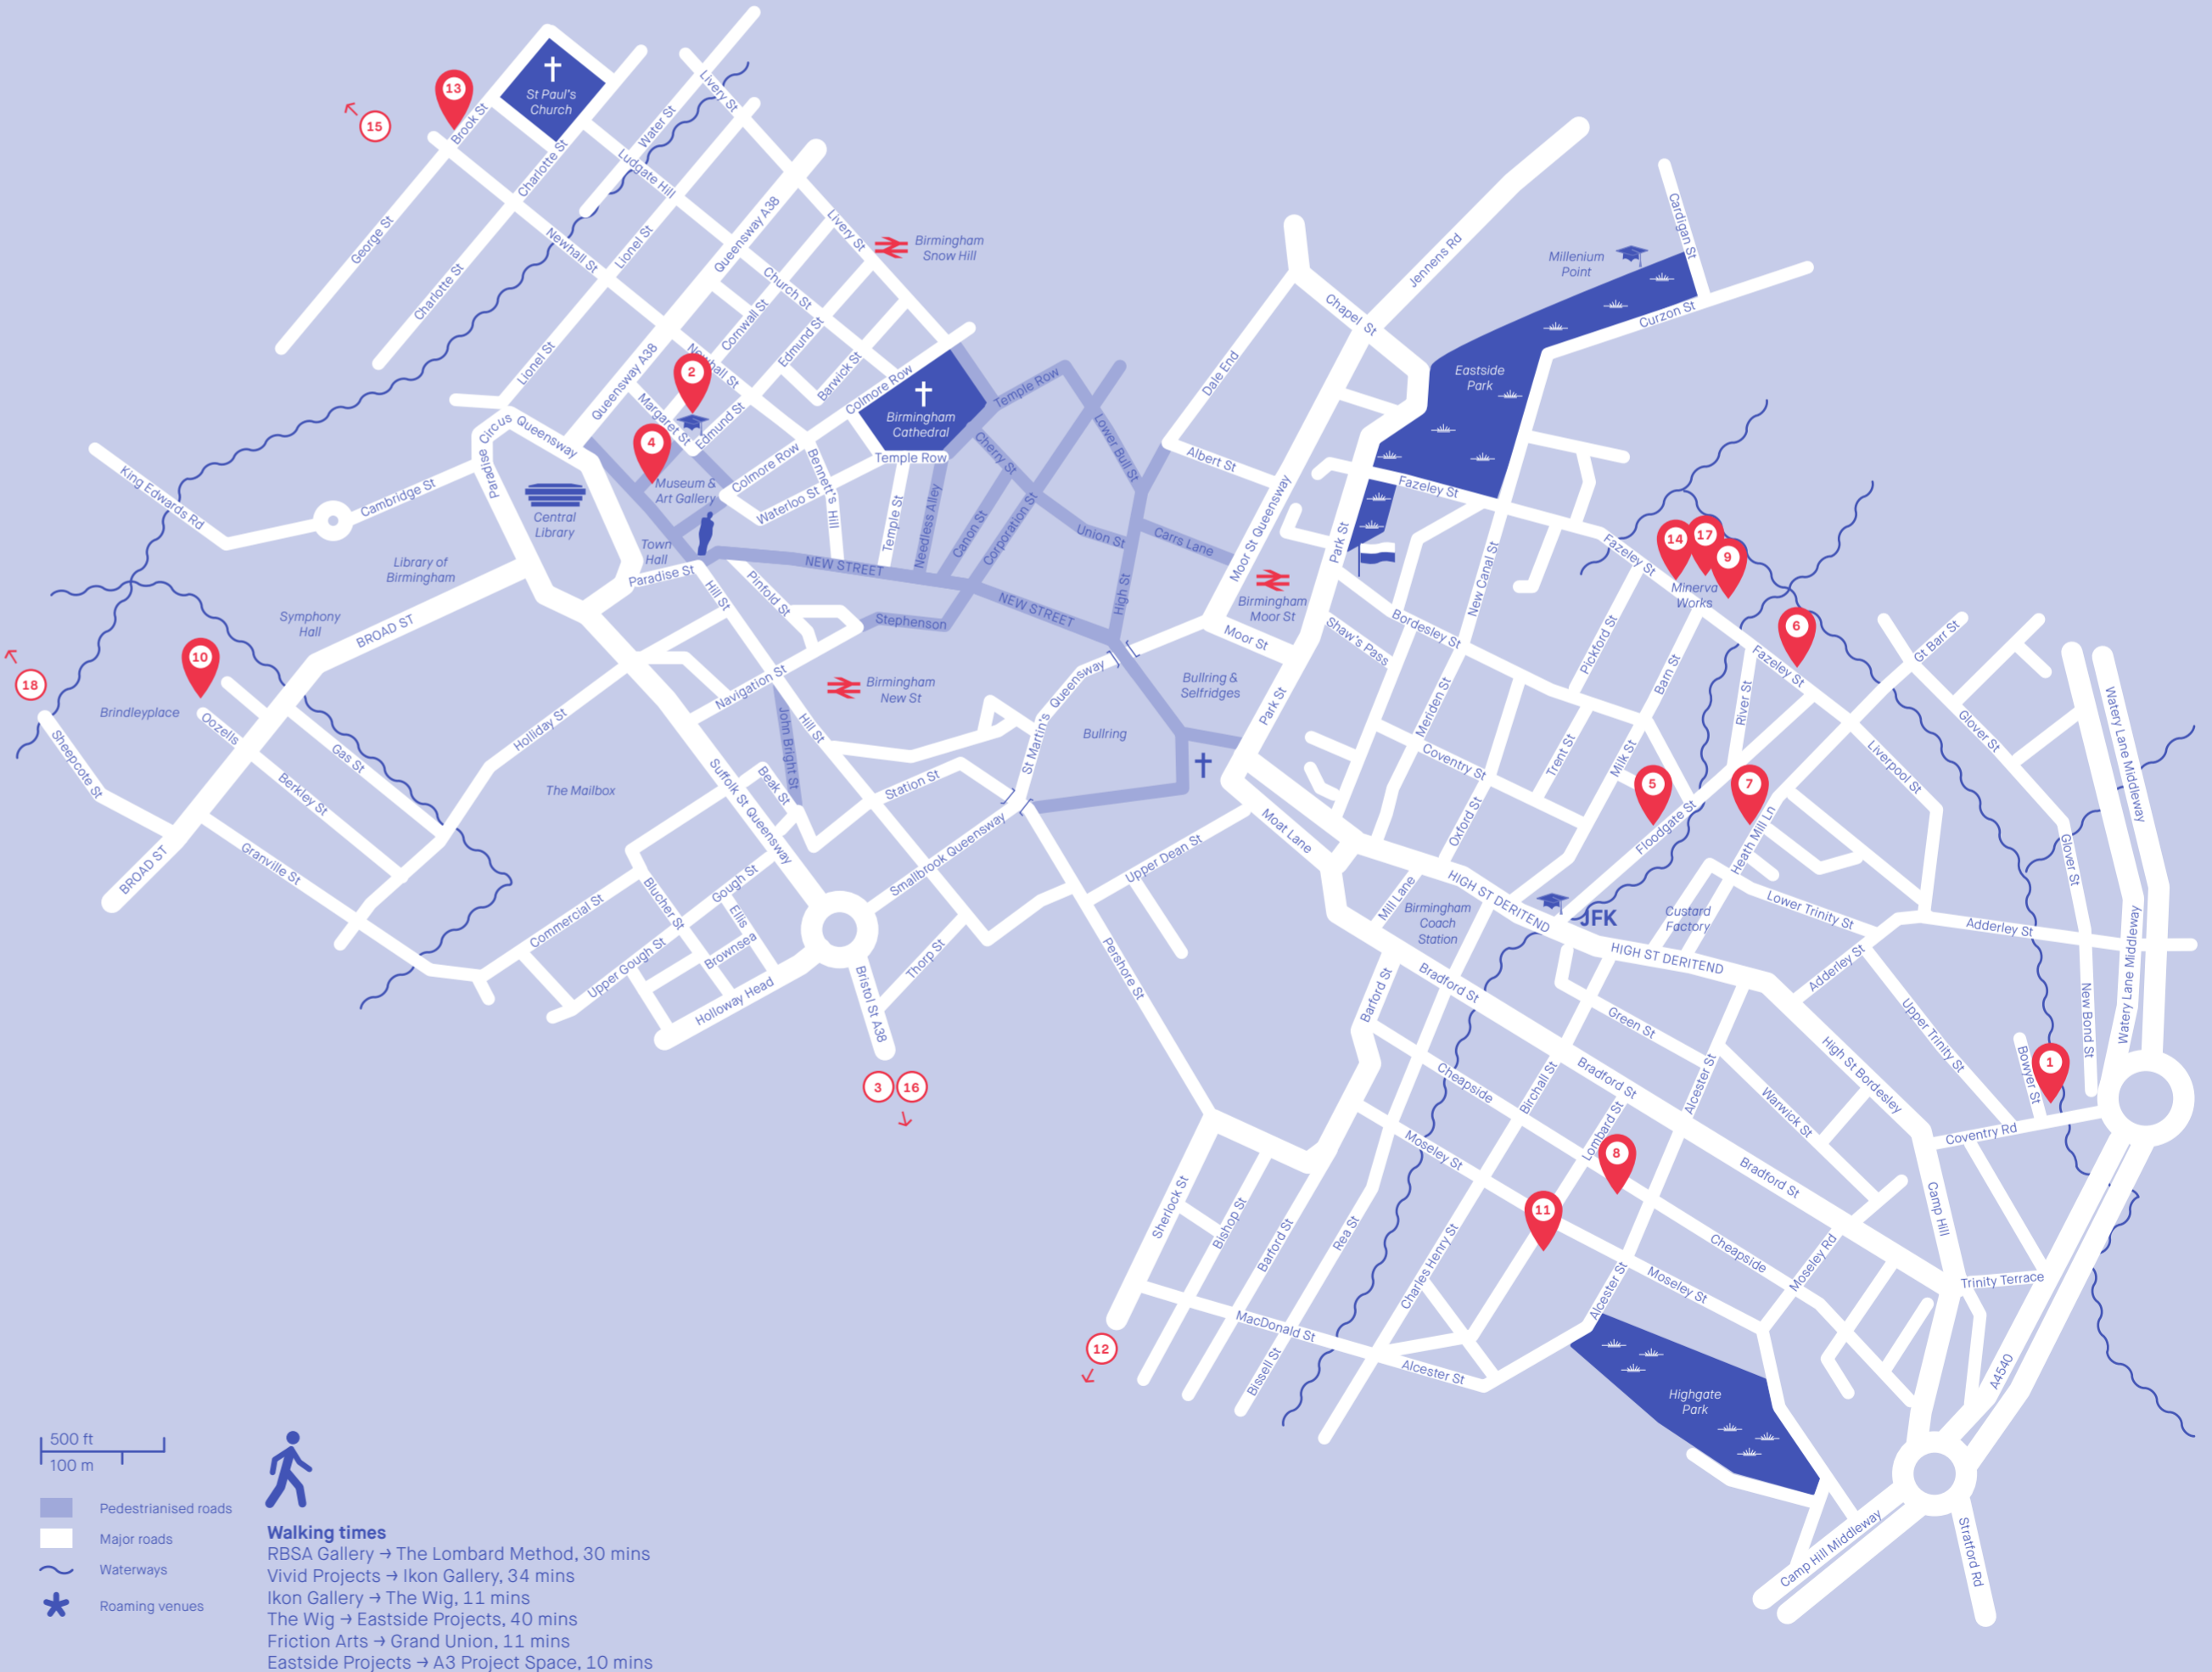 13
St Paul's
Church
15
Brook St
Charlotte St
Water St
Livery St
Ludgate Hill
George St
Newhall St
Lionel St
Queensway A38
Livery St
Birmingham
Snow Hill
Charlotte St
Church St
Cornwall St
Edmund St
Barwick St
Lionel St
Queensway A38
Newhall St
2
Margaret St
Edmund St
Colmore Row
Birmingham
Cathedral
Temple Row
Temple Row
4
Museum &
Art Gallery
Colmore Row
Waterloo St
Bennett's Hill
Temple St
Needless Alley
Cherry St
Canon St
Corporation St
Lower Bull St
Union St
Carrs Lane
High St
Paradise
Circus
Queensway
Central
Library
Town
Hall
Paradise St
King Edwards Rd
Cambridge St
Library of
Birmingham
Symphony
Hall
BROAD ST
NEW STREET
NEW STREET
Stephenson
Pinfold St
Hill St
18
10
Brindleyplace
Oozells
Sheepcote St
Gas St
Berkley St
BROAD ST
Granville St
Holliday St
The Mailbox
Navigation St
John Bright St
Hill St
Birmingham
New St
Suffolk St Queensway
Beak St
Station St
Smallbrook Queensway
St Martin's Queensway
Bullring
Bullring &
Selfridges
Commercial St
Blucher St
Gough St
Ellis
Upper Gough St
Brownsea
Holloway Head
Bristol St A38
Thorp St
3
16
Pershore St
Upper Dean St
Moat Lane
Jennens Rd
Chapel St
Dale End
Albert St
Moor St Queensway
Birmingham
Moor St
Moor St
Park St
Park St
Shaw's Pass
Millenium
Point
Cardigan St
Curzon St
Eastside
Park
Fazeley St
Fazeley St
New Canal St
Bordesley St
Meriden St
Coventry St
Oxford St
Pickford St
Trent St
Milk St
Barn St
River St
14
17
9
Minerva
Works
6
Fazeley St
5
7
Floodgate St
Heath Mill Ln
Liverpool St
Gt Barr St
Glover St
Glover St
Watery Lane Middleway
Watery Lane Middleway
Lower Trinity St
Adderley St
Adderley St
Upper Trinity St
New Bond St
Bowyer St
1
Coventry Rd
HIGH ST DERITEND
HIGH ST DERITEND
JFK
Custard
Factory
Birmingham
Coach
Station
Mill Lane
Barford St
Bradford St
Green St
High St Bordesley
Bradford St
Alcester St
Warwick St
Cheapside
Birchall St
Lombard St
8
11
Moseley St
Bradford St
Camp Hill
Trinity Terrace
Cheapside
Moseley Rd
Moseley St
Alcester St
Sherlock St
Bishop St
Barford St
Rea St
Charles Henry St
MacDonald St
Bissell St
Alcester St
12
Highgate
Park
A4540
Camp Hill Middleway
Stratford Rd
500 ft
100 m
Pedestrianised roads
Major roads
Waterways
Roaming venues
Walking times
RBSA Gallery → The Lombard Method, 30 mins
Vivid Projects → Ikon Gallery, 34 mins
Ikon Gallery → The Wig, 11 mins
The Wig → Eastside Projects, 40 mins
Friction Arts → Grand Union, 11 mins
Eastside Projects → A3 Project Space, 10 mins